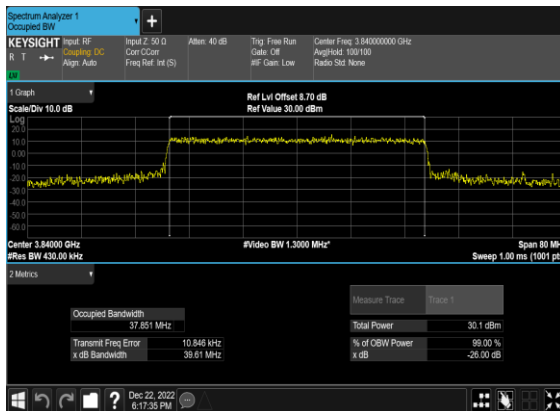 Spectrum Analyzer 1
Occupied BW
KEYSIGHT Input: RF Input Z: 50 Ω Atten: 40 dB Trig: Free Run Center Freq: 3.840000000 GHz
R T Coupling: DC Corr CCorr Gate: Off Avg|Hold: 100/100
Align: Auto Freq Ref: Int (S) #IF Gain: Low Radio Std: None
LXI
1 Graph
Ref Lvl Offset 8.70 dB
Scale/Div 10.0 dB Ref Value 30.00 dBm
Log
20.0
10.0
0.00
-10.0
-20.0
-30.0
-40.0
-50.0
-60.0
Center 3.84000 GHz #Video BW 1.3000 MHz* Span 80 MH
#Res BW 430.00 kHz Sweep 1.00 ms (1001 pt
2 Metrics
Measure Trace Trace 1
Occupied Bandwidth
37.851 MHz Total Power 30.1 dBm
Transmit Freq Error 10.846 kHz % of OBW Power 99.00 %
x dB Bandwidth 39.61 MHz x dB -26.00 dB
Dec 22, 2022
6:17:35 PM